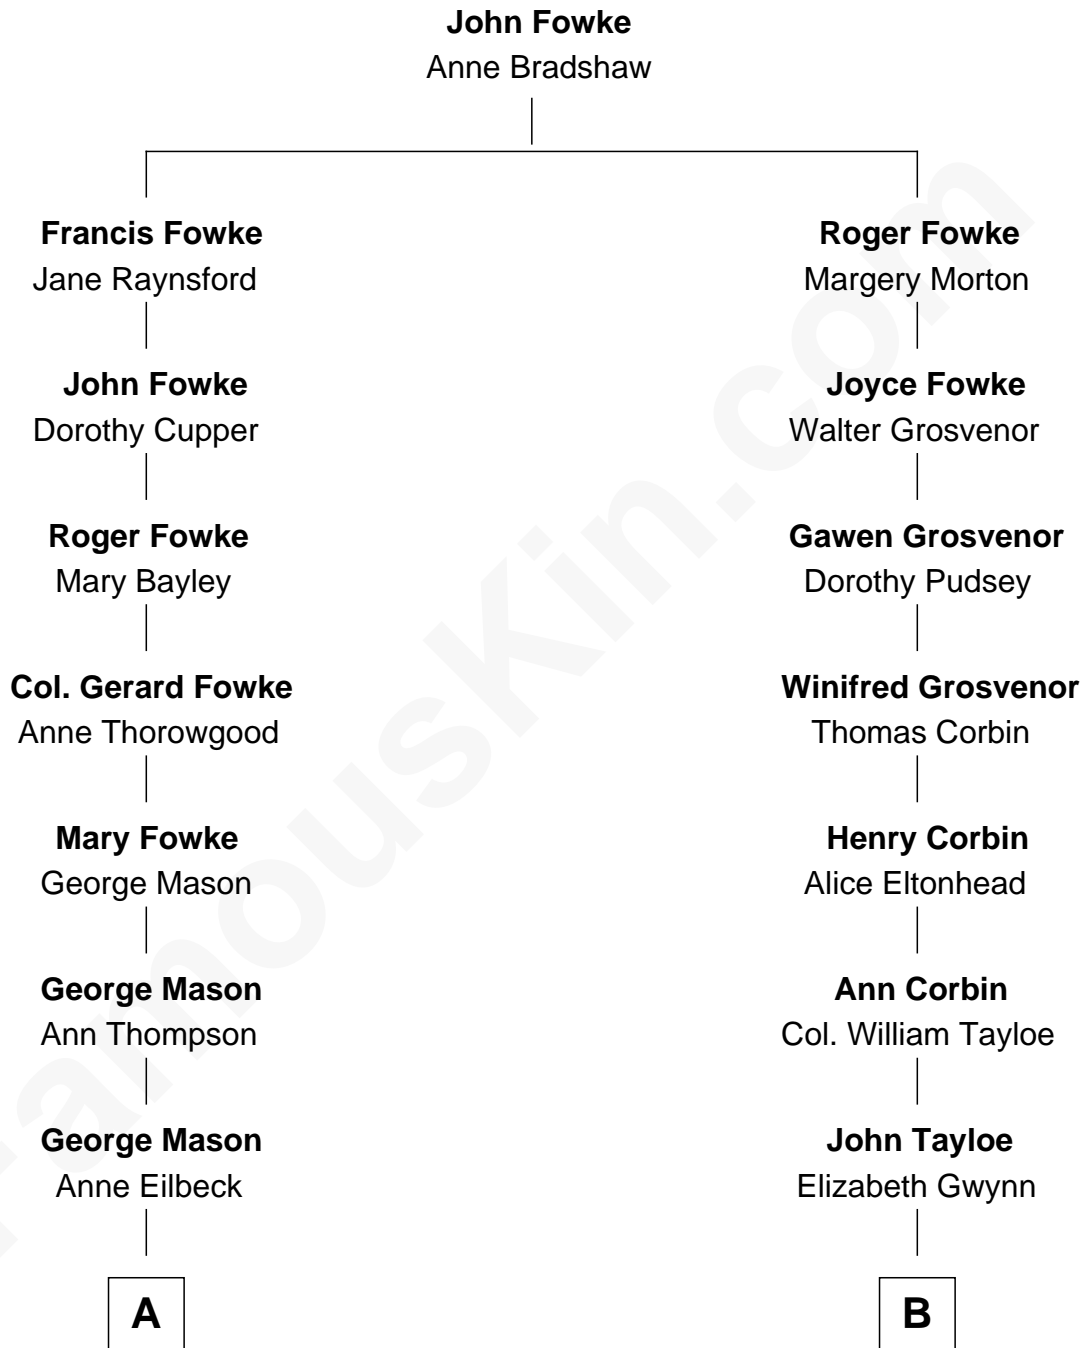 John Fowke
Anne Bradshaw
Francis Fowke
Jane Raynsford
Roger Fowke
Margery Morton
John Fowke
Dorothy Cupper
Joyce Fowke
Walter Grosvenor
Roger Fowke
Mary Bayley
Gawen Grosvenor
Dorothy Pudsey
Col. Gerard Fowke
Anne Thorowgood
Winifred Grosvenor
Thomas Corbin
Mary Fowke
George Mason
Henry Corbin
Alice Eltonhead
George Mason
Ann Thompson
Ann Corbin
Col. William Tayloe
George Mason
Anne Eilbeck
John Tayloe
Elizabeth Gwynn
A
B
FamousKin.com